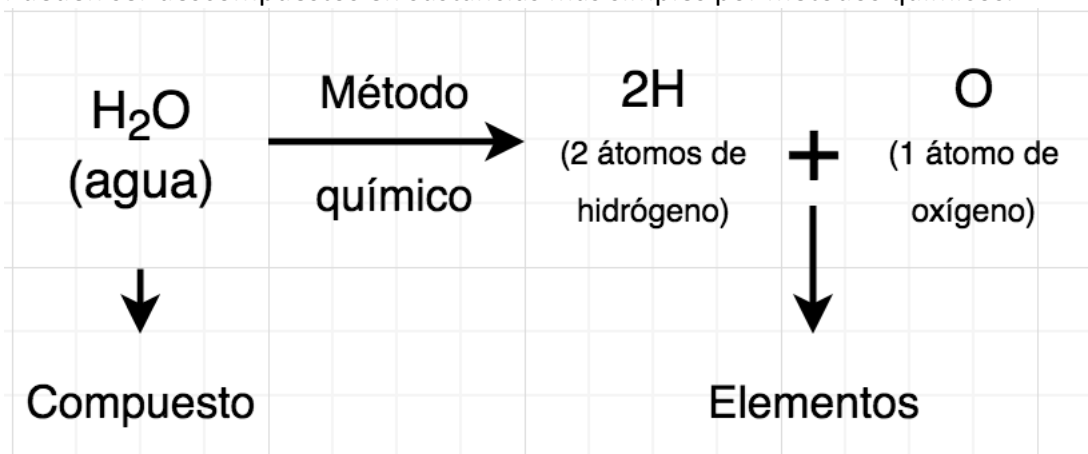 H₂O
(agua)
Método
químico
2H
(2 átomos de
hidrógeno)
+
O
(1 átomo de
oxígeno)
Compuesto
Elementos